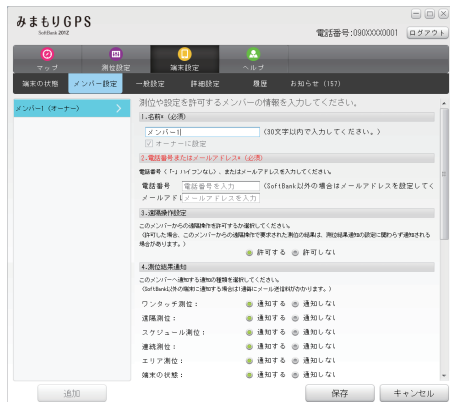 みまもりGPS
SoftBank 2012
電話番号:090XXXX0001
ログアウト
トップ 測位設定 端末設定 ヘルプ
端末の状態 メンバー設定 一般設定 詳細設定 履歴 お知らせ (157)
メンバー1 (オーナー)
測位や設定を許可するメンバーの情報を入力してください。
1.名前* (必須)
メンバー1 (30文字以内で入力してください。)
オーナーに設定
2.電話番号またはメールアドレス* (必須)
電話番号(「-」ハイフンなし)、またはメールアドレスを入力してください。
電話番号 電話番号を入力 (SoftBank以外の場合はメールアドレスを設定してく
メールアドレ メールアドレスを入力
3.遠隔操作設定
このメンバーからの遠隔操作を許可するか選択してください。
(許可した場合、このメンバーからの遠隔操作で要求された測位の結果は、測位結果通知の設定に関わらず通知される
場合があります。)
許可する 許可しない
4.測位結果通知
このメンバーへ通知する通知の種類を選択してください。
(SoftBank以外の端末に通知する場合は1通毎にメール送信料がかかります。)
ワンタッチ測位: 通知する 通知しない
遠隔測位: 通知する 通知しない
スケジュール測位: 通知する 通知しない
連続測位: 通知する 通知しない
エリア測位: 通知する 通知しない
端末の状態: 通知する 通知しない
追加 保存 キャンセル